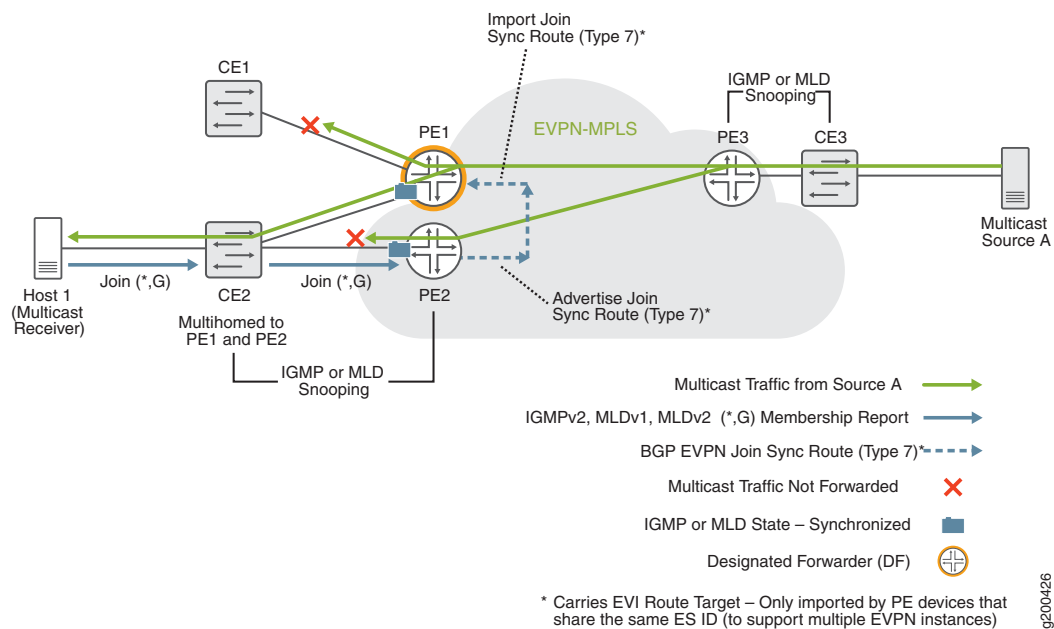 Import Join
Sync Route (Type 7)*
CE1
IGMP or MLD
Snooping
PE1
EVPN-MPLS
PE3
CE3
Multicast
Source A
Join (*,G)
Join (*,G)
Host 1
(Multicast
Receiver)
CE2
PE2
Advertise Join
Sync Route (Type 7)*
Multihomed to
PE1 and PE2
IGMP or MLD
Snooping
Multicast Traffic from Source A
IGMPv2, MLDv1, MLDv2 (*,G) Membership Report
BGP EVPN Join Sync Route (Type 7)*
Multicast Traffic Not Forwarded
IGMP or MLD State – Synchronized
Designated Forwarder (DF)
* Carries EVI Route Target – Only imported by PE devices that
share the same ES ID (to support multiple EVPN instances)
g200426